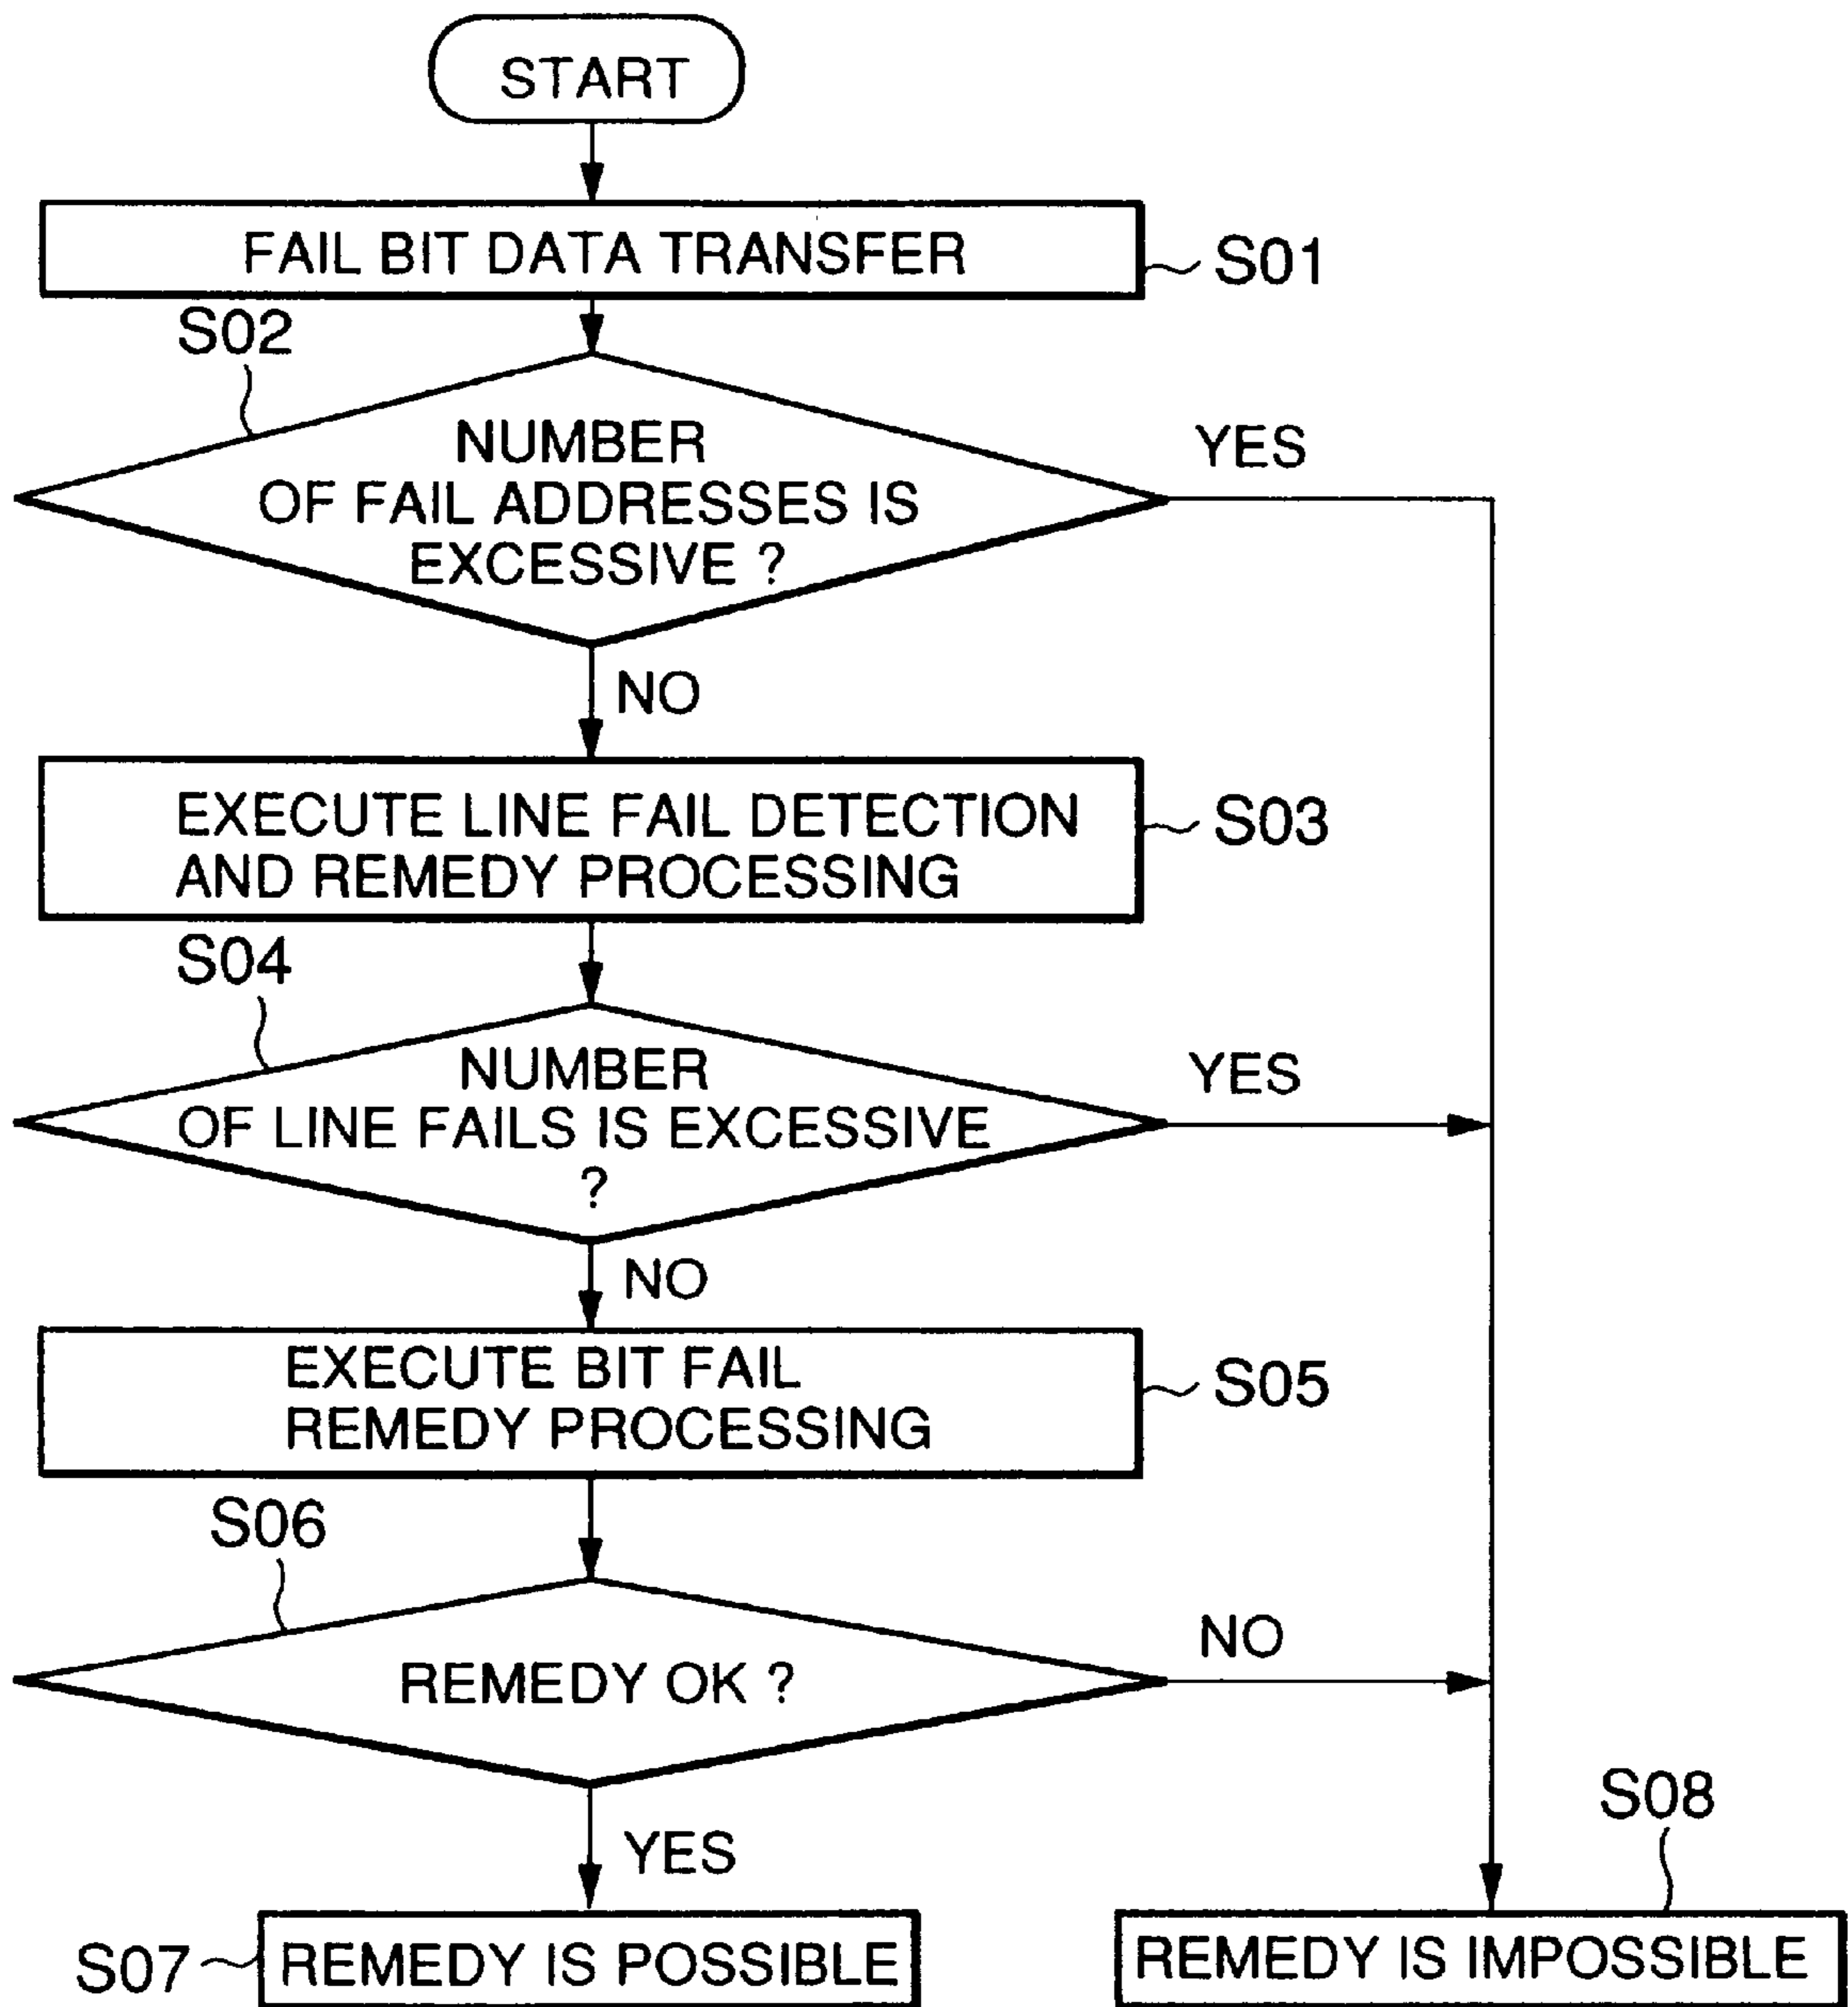 START
FAIL BIT DATA TRANSFER
S01
S02
NUMBER
OF FAIL ADDRESSES IS
EXCESSIVE ?
YES
NO
EXECUTE LINE FAIL DETECTION
AND REMEDY PROCESSING
S03
S04
NUMBER
OF LINE FAILS IS EXCESSIVE
?
YES
NO
EXECUTE BIT FAIL
REMEDY PROCESSING
S05
S06
REMEDY OK ?
NO
YES
S07
REMEDY IS POSSIBLE
S08
REMEDY IS IMPOSSIBLE